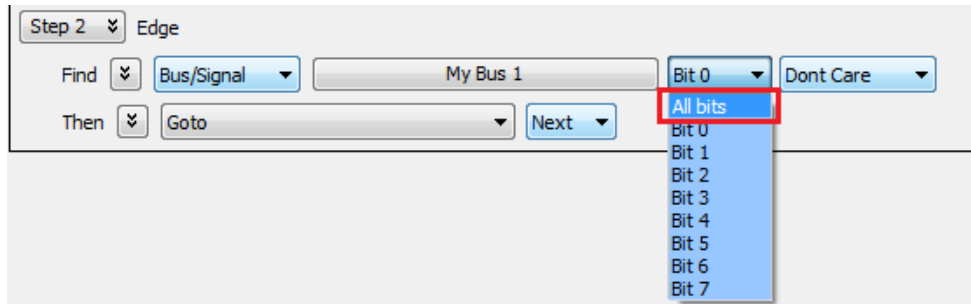 Step 2 Edge
Find Bus/Signal My Bus 1 Bit 0 Dont Care
All bits
Then Goto Next
Bit 0
Bit 1
Bit 2
Bit 3
Bit 4
Bit 5
Bit 6
Bit 7